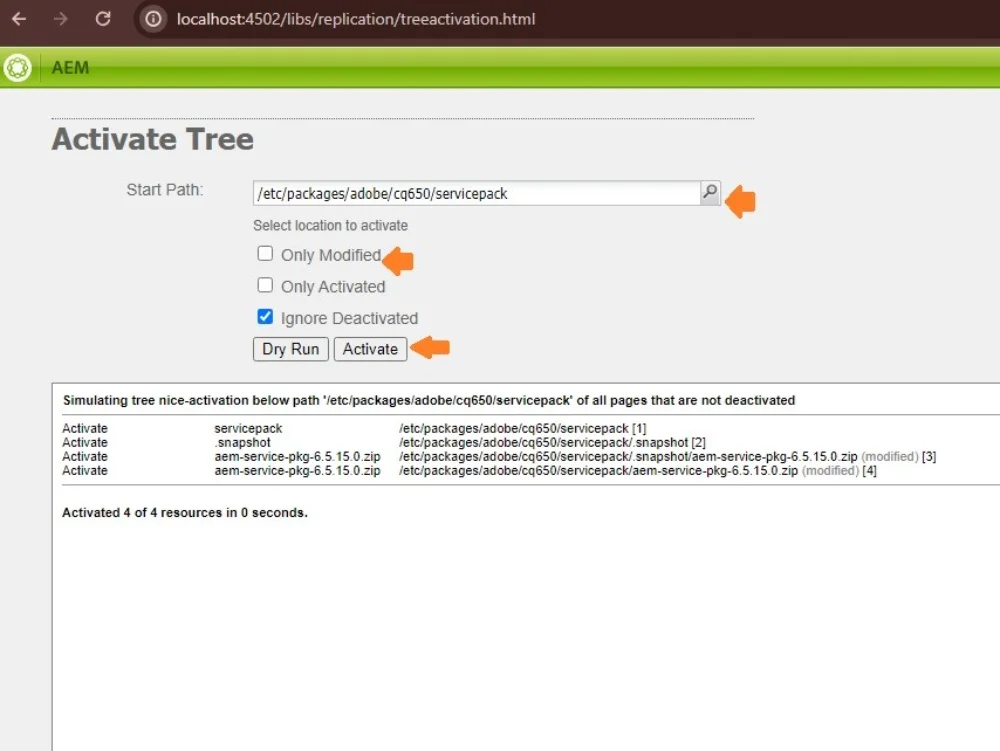 localhost:4502/libs/replication/treeactivation.html
AEM
Activate Tree
Start Path: /etc/packages/adobe/cq650/servicepack
Select location to activate
Only Modified
Only Activated
Ignore Deactivated
Dry Run Activate
Simulating tree nice-activation below path '/etc/packages/adobe/cq650/servicepack' of all pages that are not deactivated
Activate servicepack /etc/packages/adobe/cq650/servicepack [1]
Activate .snapshot /etc/packages/adobe/cq650/servicepack/.snapshot [2]
Activate aem-service-pkg-6.5.15.0.zip /etc/packages/adobe/cq650/servicepack/.snapshot/aem-service-pkg-6.5.15.0.zip (modified) [3]
Activate aem-service-pkg-6.5.15.0.zip /etc/packages/adobe/cq650/servicepack/aem-service-pkg-6.5.15.0.zip (modified) [4]
Activated 4 of 4 resources in 0 seconds.